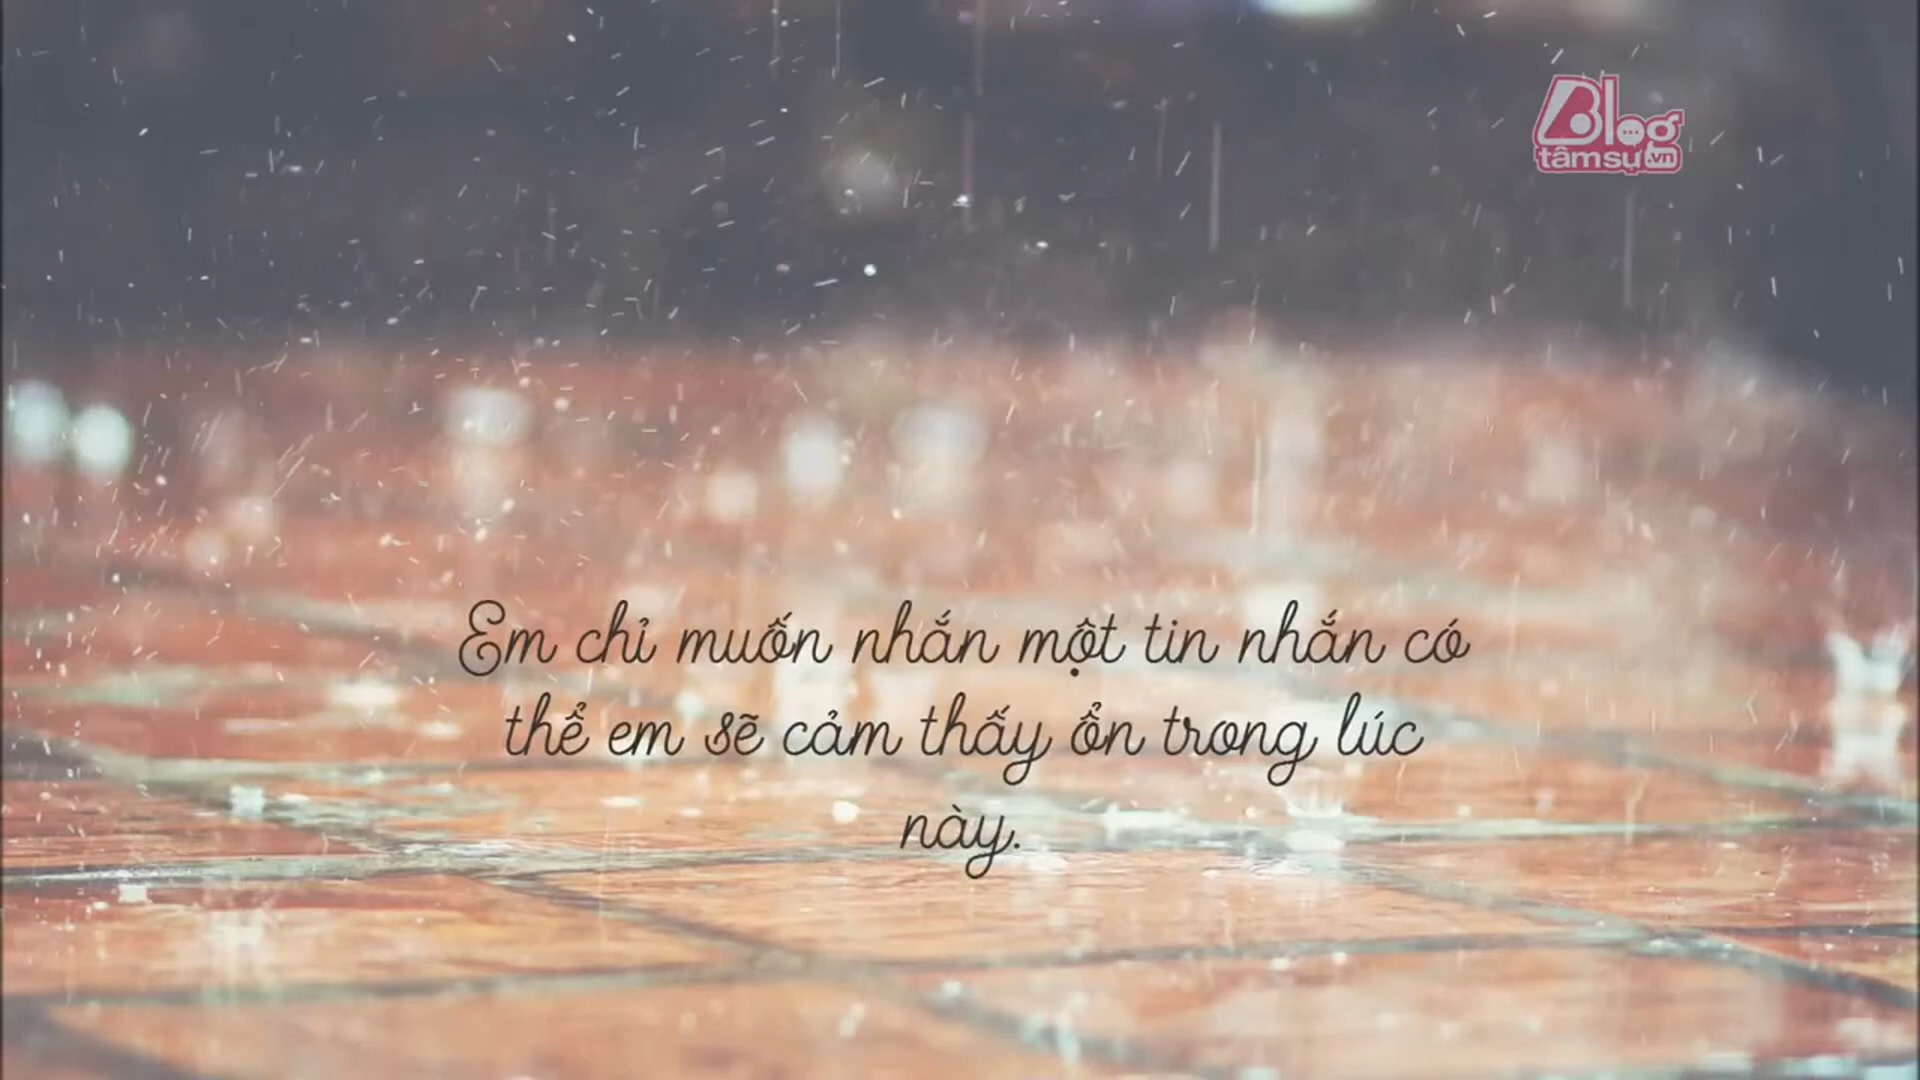 Blog
tâmsự.vn
Em chỉ muốn nhắn một tin nhắn có
thể em sẽ cảm thấy ổn trong lúc
này.